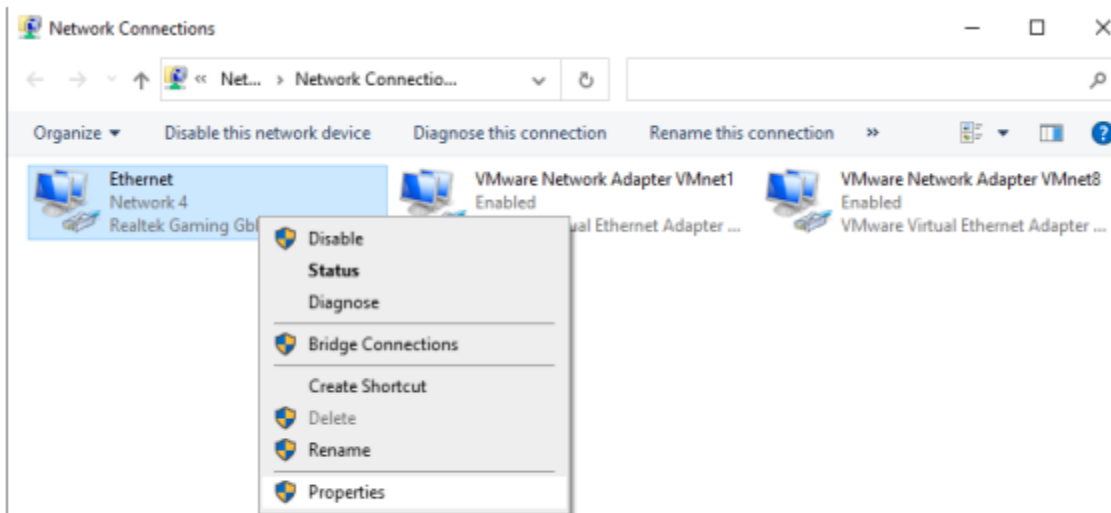 Network Connections
« Net... > Network Connectio...
Organize Disable this network device Diagnose this connection Rename this connection »
Ethernet
Network 4
Realtek Gaming Gb
VMware Network Adapter VMnet1
Enabled
ual Ethernet Adapter ...
VMware Network Adapter VMnet8
Enabled
VMware Virtual Ethernet Adapter ...
Disable
Status
Diagnose
Bridge Connections
Create Shortcut
Delete
Rename
Properties